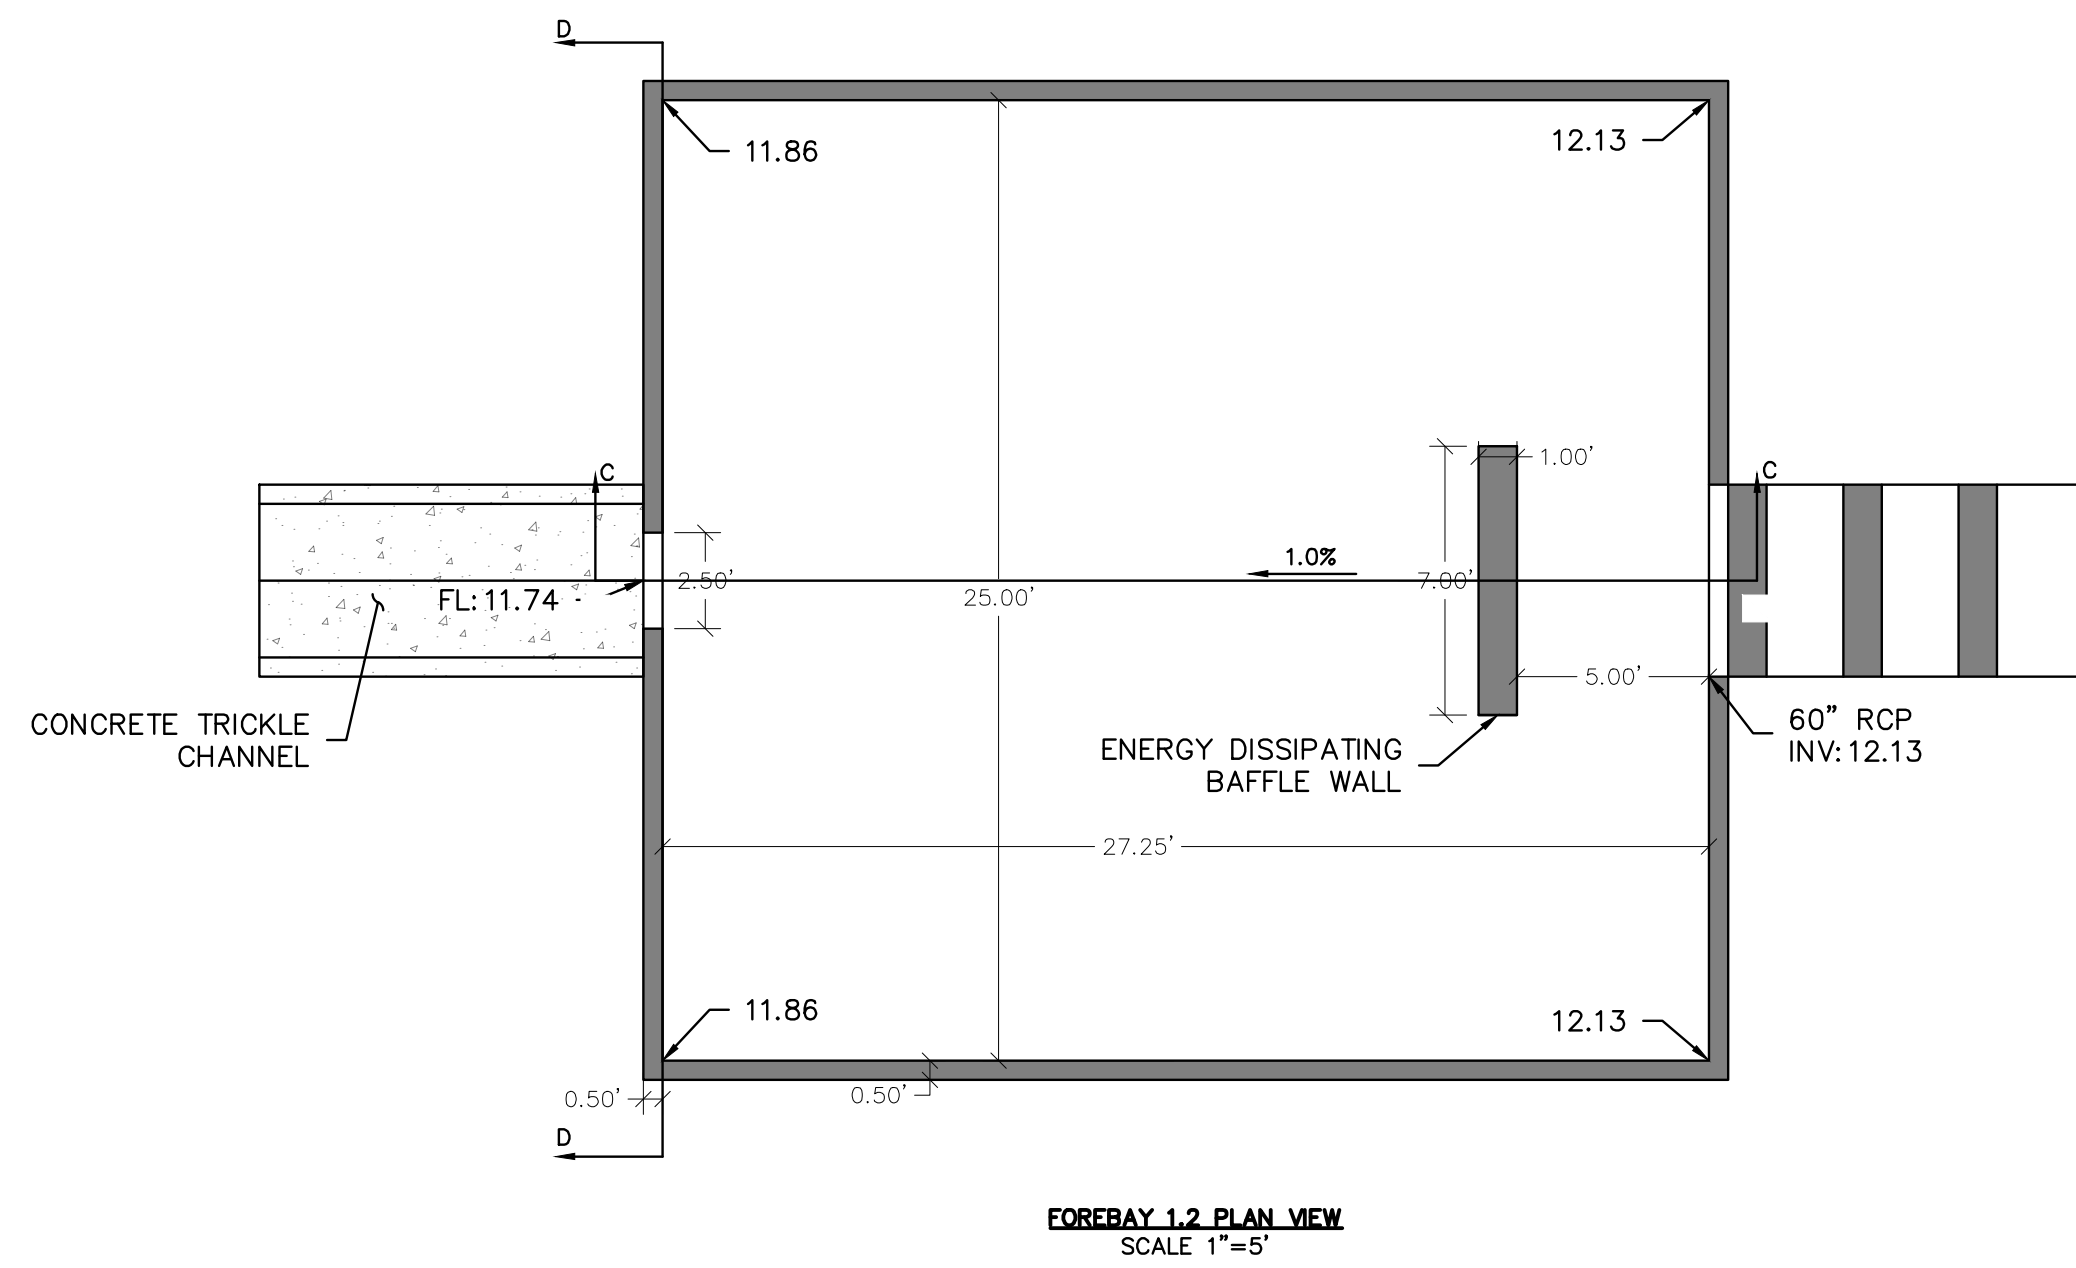 D
11.86
12.13
C
C
1.00'
1.0%
2.50'
7.00'
FL: 11.74
25.00'
5.00'
CONCRETE TRICKLE
CHANNEL
60" RCP
INV: 12.13
ENERGY DISSIPATING
BAFFLE WALL
27.25'
11.86
12.13
0.50'
0.50'
D
FOREBAY 1.2 PLAN VIEW
SCALE 1"=5'